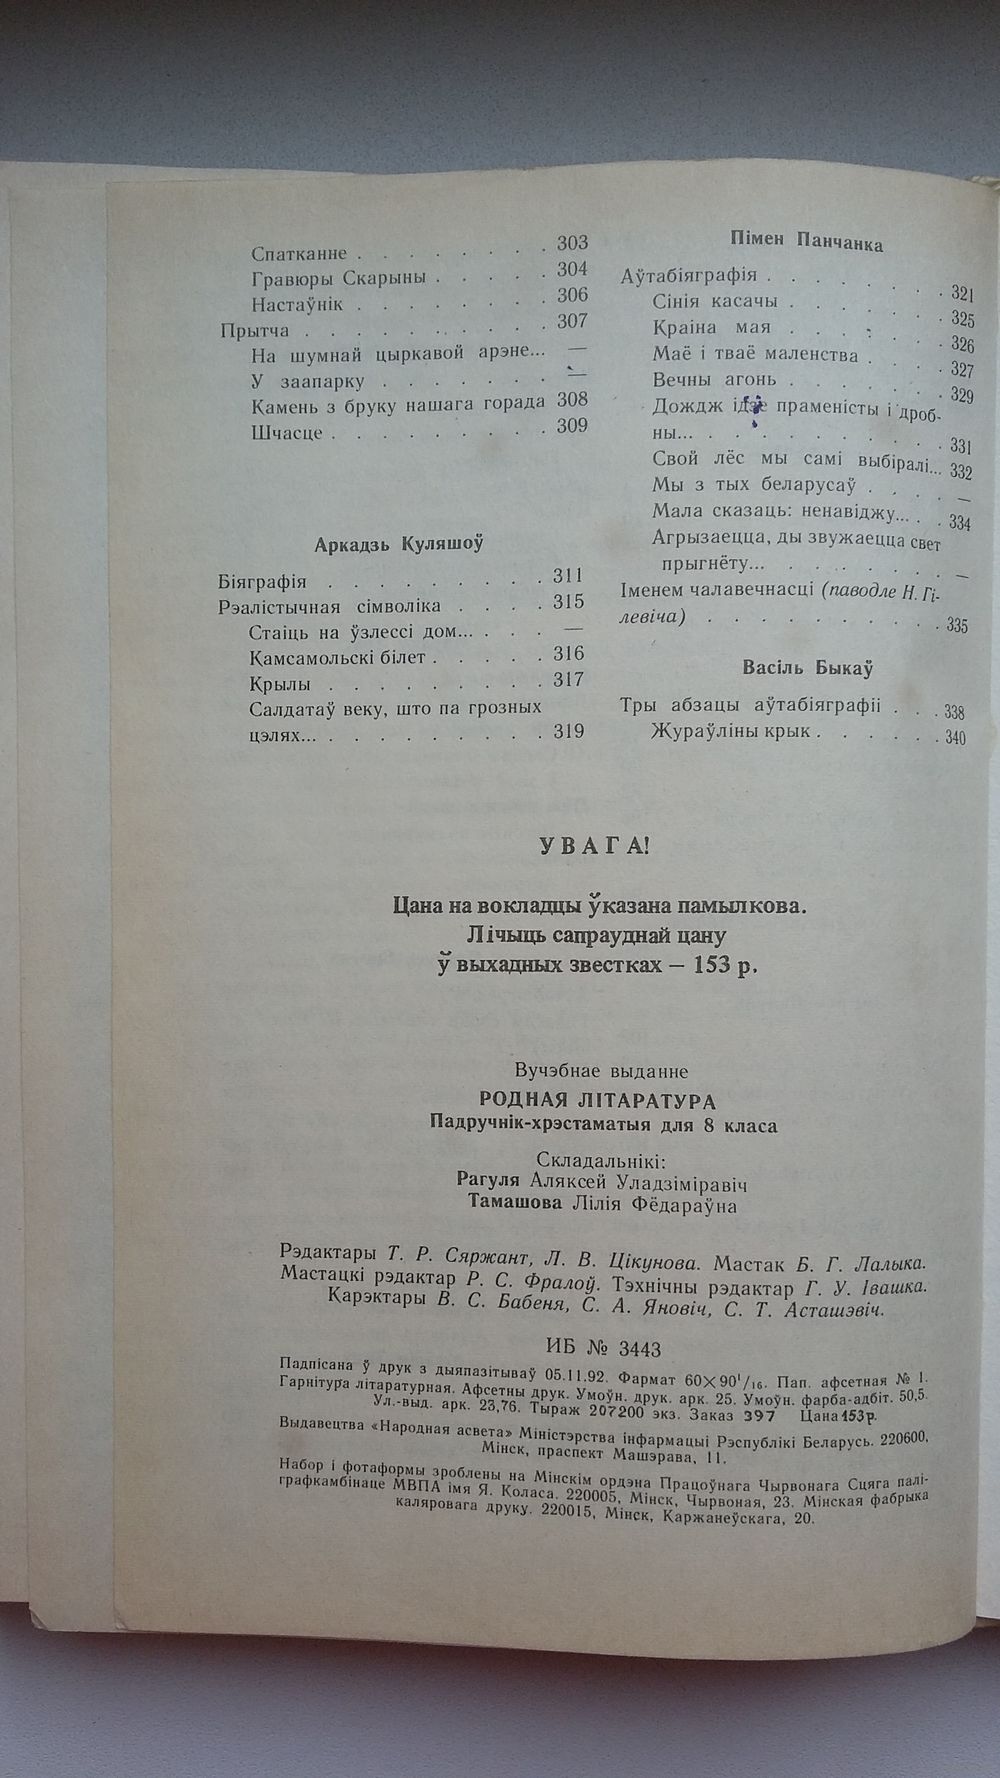 Спатканне . . . . . . . . 303
Гравюры Скарыны . . . . . 304
Настаўнік . . . . . . . . 306
Прытча . . . . . . . . . . 307
На шумнай цыркавой арэне... —
У заапарку . . . . . . . —
Камень з бруку нашага горада 308
Шчасце . . . . . . . . . 309
Аркадзь Куляшоў
Біяграфія . . . . . . . . . 311
Рэалістычная сімволіка . . . . 315
Стаіць на ўзлессі дом... . . . —
Камсамольскі білет . . . . . 316
Крылы . . . . . . . . . 317
Салдатаў веку, што па грозных
цэлях... . . . . . . . . . 319
Пімен Панчанка
Аўтабіяграфія . . . . . . . . 321
Сінія касачы . . . . . . . 325
Краіна мая . . . . . . . 326
Маё і тваё маленства . . . . 327
Вечны агонь . . . . . . . 329
Дождж ідзе праменісты і дроб-
ны... . . . . . . . . . . 331
Свой лёс мы самі выбіралі... 332
Мы з тых беларусаў . . . . —
Мала сказаць: ненавіджу... . . 334
Агрызаецца, ды звужаецца свет
прыгнёту... . . . . . . . . —
Іменем чалавечнасці (паводле Н. Гі-
левіча) . . . . . . . . . . 335
Васіль Быкаў
Тры абзацы аўтабіяграфіі . . . 338
Жураўліны крык . . . . . . 340
УВАГА!
Цана на вокладцы ўказана памылкова.
Лічыць сапрауднай цану
ў выхадных звестках — 153 р.
Вучэбнае выданне
РОДНАЯ ЛІТАРАТУРА
Падручнік-хрэстаматыя для 8 класа
Складальнікі:
Рагуля Аляксей Уладзіміравіч
Тамашова Лілія Фёдараўна
Рэдактары Т. Р. Сяржант, Л. В. Цікунова. Мастак Б. Г. Лалыка.
Мастацкі рэдактар Р. С. Фралоў. Тэхнічны рэдактар Г. У. Івашка.
Карэктары В. С. Бабеня, С. А. Яновіч, С. Т. Асташэвіч.
ИБ № 3443
Падпісана ў друк з дыяпазітываў 05.11.92. Фармат 60×90¹/₁₆. Пап. афсетная № 1.
Гарнітура літаратурная. Афсетны друк. Умоўн. друк. арк. 25. Умоўн. фарба-адбіт. 50,5.
Ул.-выд. арк. 23,76. Тыраж 207200 экз. Заказ 397 Цана 153 р.
Выдавецтва «Народная асвета» Міністэрства інфармацыі Рэспублікі Беларусь. 220600,
Мінск, праспект Машэрава, 11.
Набор і фотаформы зроблены на Мінскім ордэна Працоўнага Чырвонага Сцяга палі-
графкамбінаце МВПА імя Я. Коласа. 220005, Мінск, Чырвоная, 23. Мінская фабрыка
каляровага друку. 220015, Мінск, Каржанеўскага, 20.